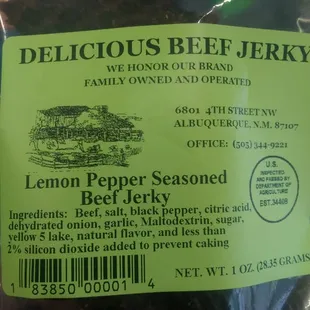 DELICIOUS BEEF JERKY
WE HONOR OUR BRAND
FAMILY OWNED AND OPERATED
6801 4TH STREET NW
ALBUQUERQUE, N.M. 87107
OFFICE: (505) 344-9221
U.S.
INSPECTED
AND PASSED BY
DEPARTMENT OF
AGRICULTURE
EST.34808
Lemon Pepper Seasoned
Beef Jerky
Ingredients: Beef, salt, black pepper, citric acid,
dehydrated onion, garlic, Maltodextrin, sugar,
yellow 5 lake, natural flavor, and less than
2% silicon dioxide added to prevent caking
1 83850 00001 4
NET. WT. 1 OZ. (28.35 GRAMS